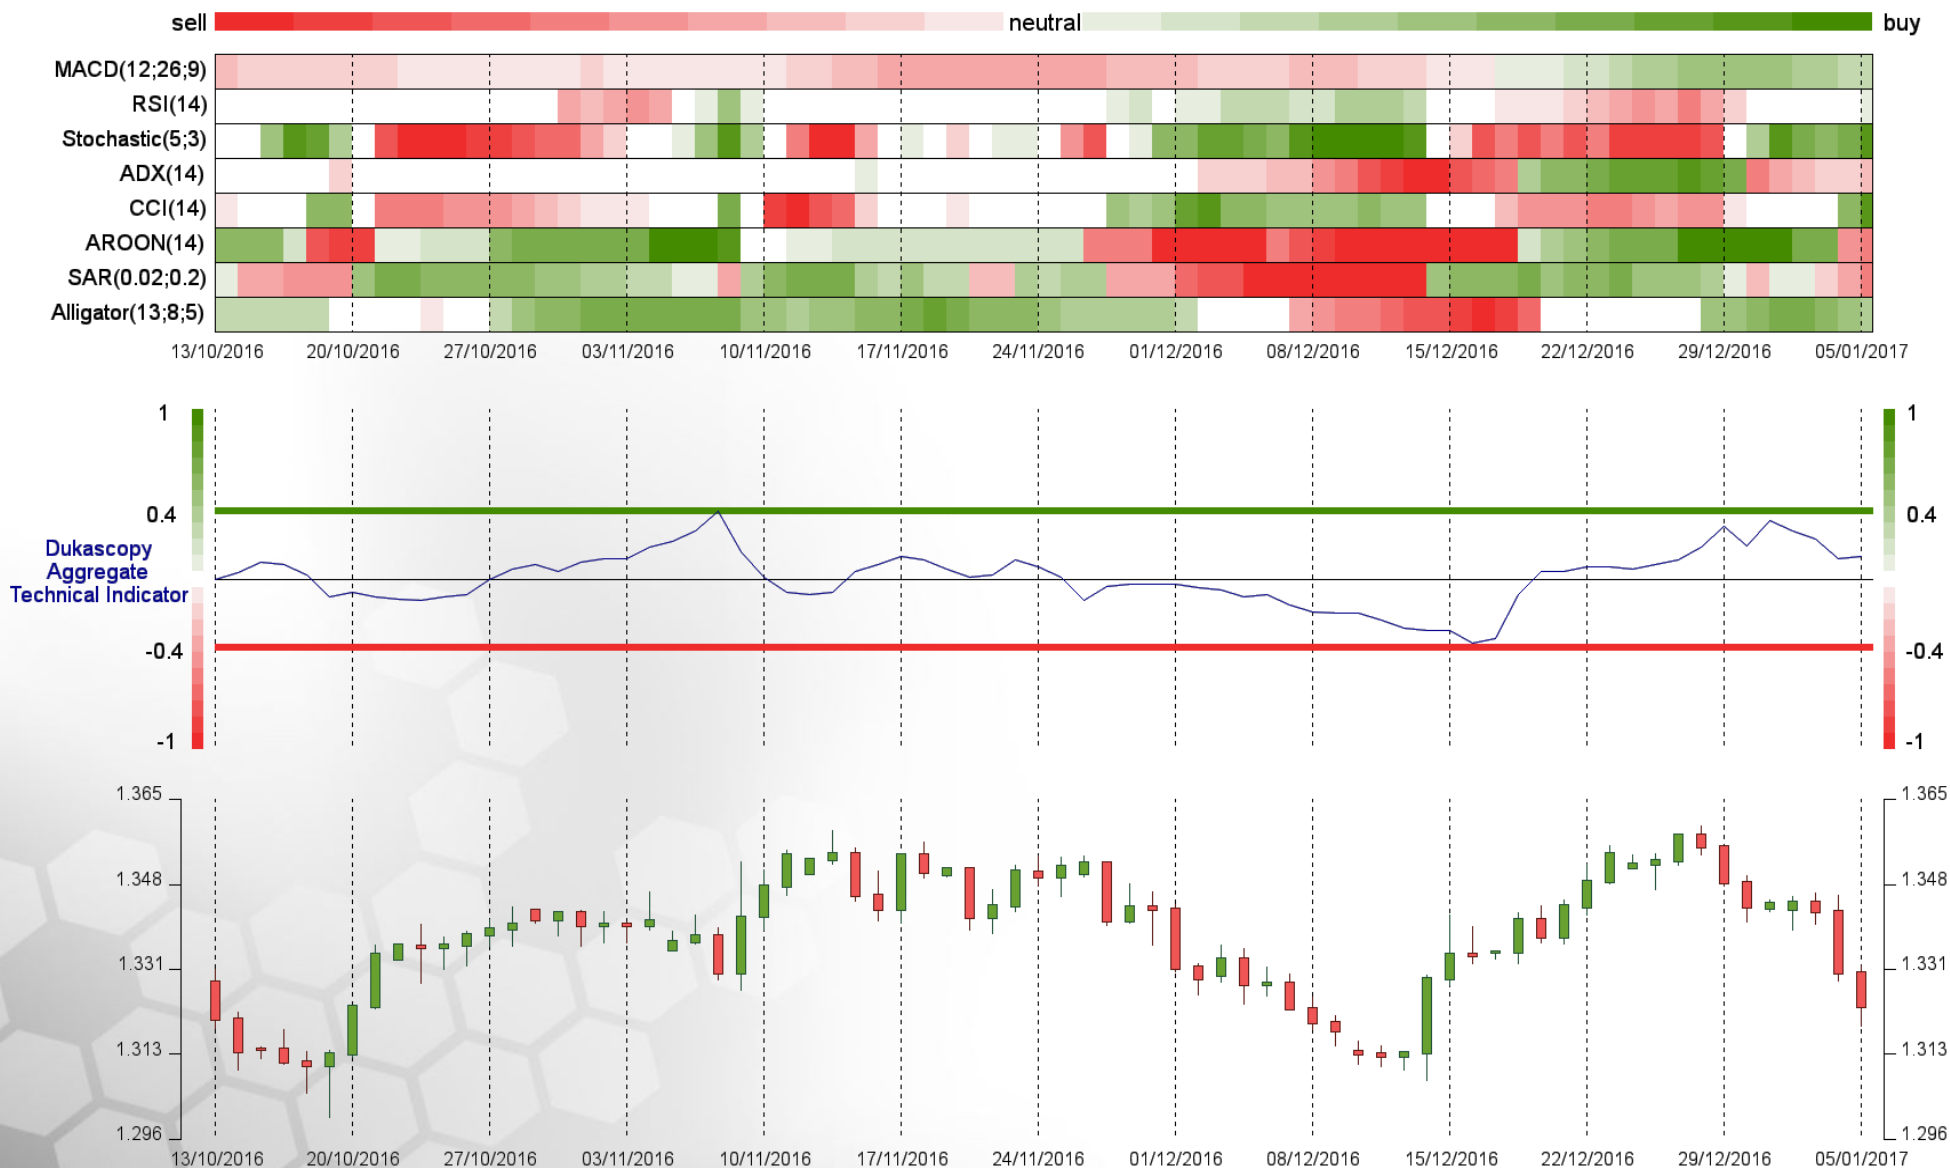 sell neutral buy
MACD(12;26;9)
RSI(14)
Stochastic(5;3)
ADX(14)
CCI(14)
AROON(14)
SAR(0.02;0.2)
Alligator(13;8;5)
13/10/2016 20/10/2016 27/10/2016 03/11/2016 10/11/2016 17/11/2016 24/11/2016 01/12/2016 08/12/2016 15/12/2016 22/12/2016 29/12/2016 05/01/2017
1 1
0.4 0.4
Dukascopy
Aggregate
Technical Indicator
-0.4 -0.4
-1 -1
1.365 1.365
1.348 1.348
1.331 1.331
1.313 1.313
1.296 1.296
13/10/2016 20/10/2016 27/10/2016 03/11/2016 10/11/2016 17/11/2016 24/11/2016 01/12/2016 08/12/2016 15/12/2016 22/12/2016 29/12/2016 05/01/2017